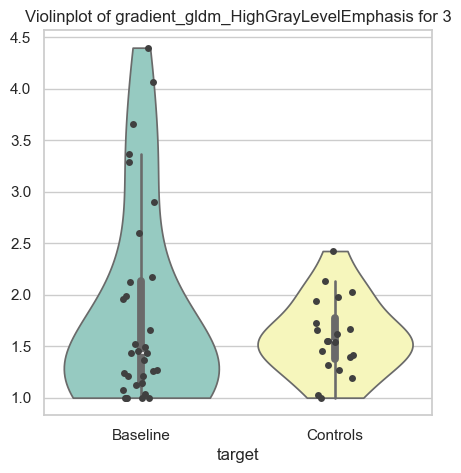 Violinplot of gradient_gldm_HighGrayLevelEmphasis for 3
4.5
4.0
3.5
3.0
2.5
2.0
1.5
1.0
Baseline
Controls
target